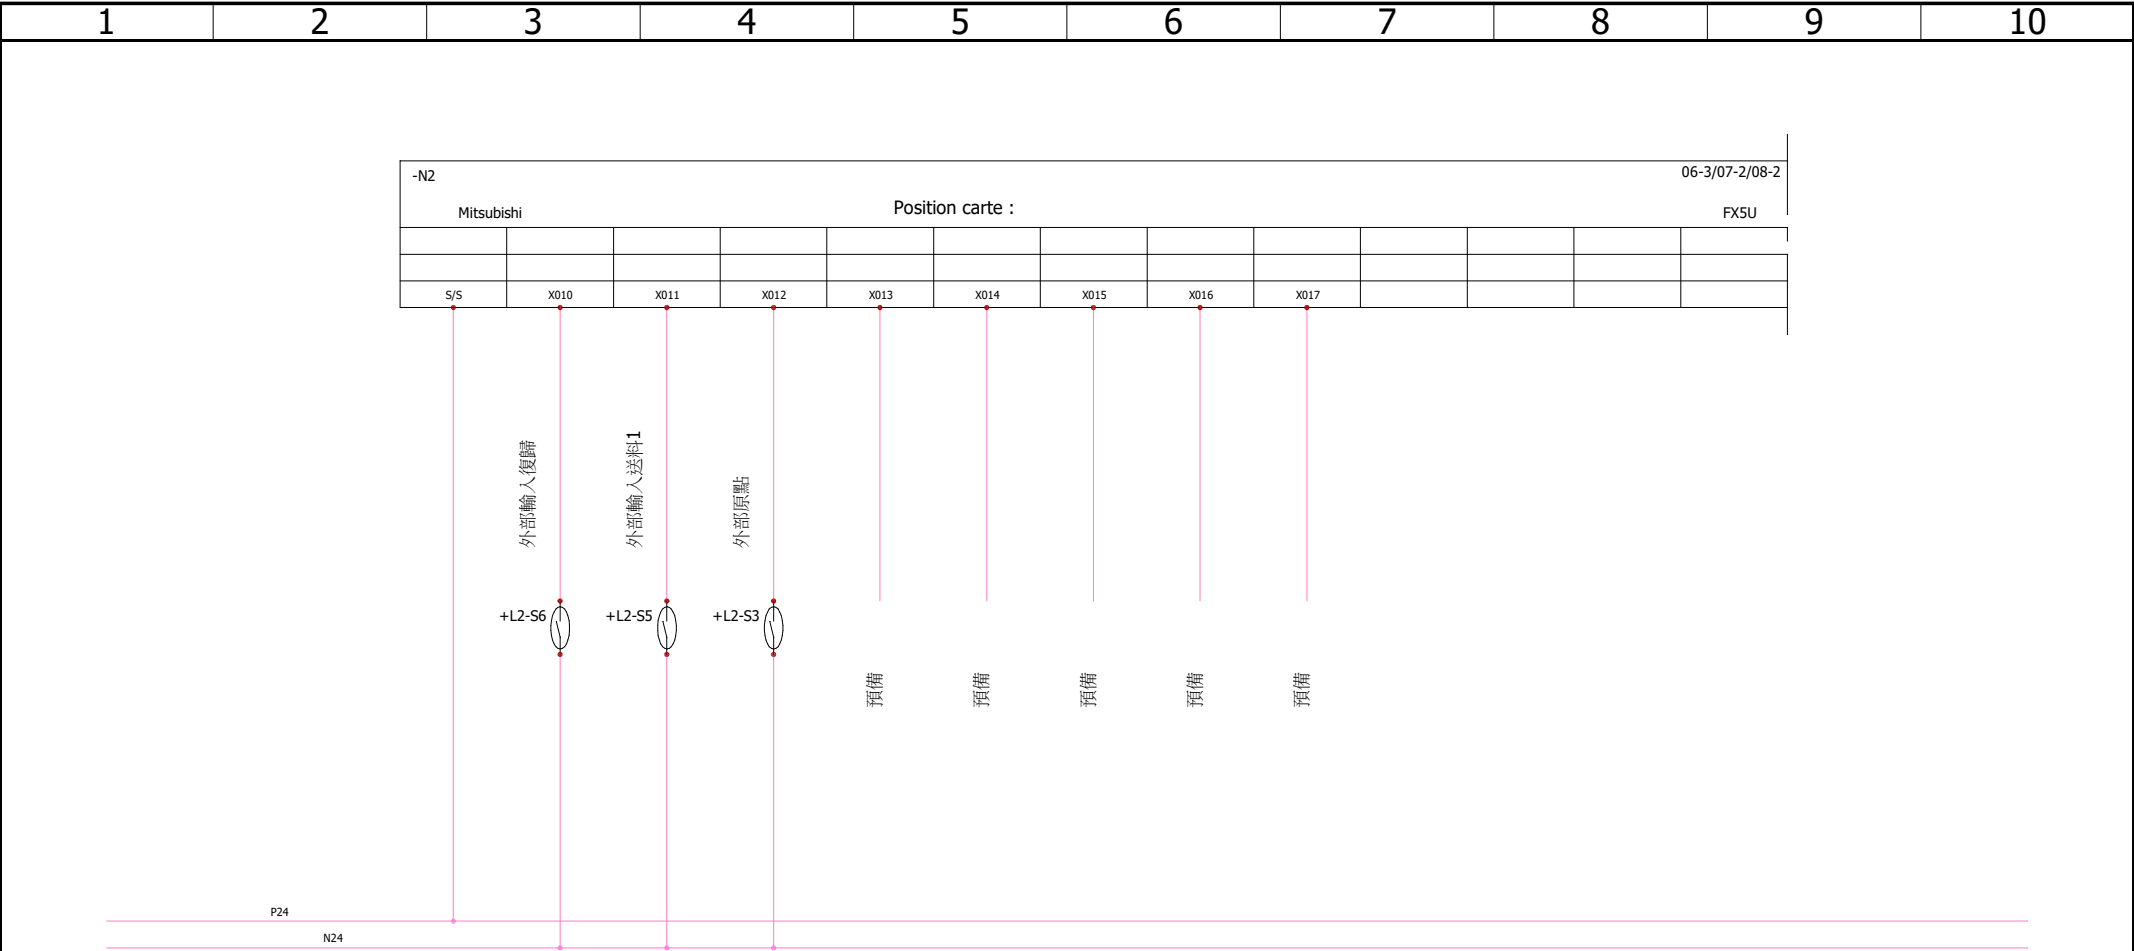 1 2 3 4 5 6 7 8 9 10
-N2 06-3/07-2/08-2
Mitsubishi Position carte : FX5U
S/S X010 X011 X012 X013 X014 X015 X016 X017
外部輸入復歸
外部輸入送料1
外部原點
+L2-S6 +L2-S5 +L2-S3
預備 預備 預備 預備 預備
P24
N24